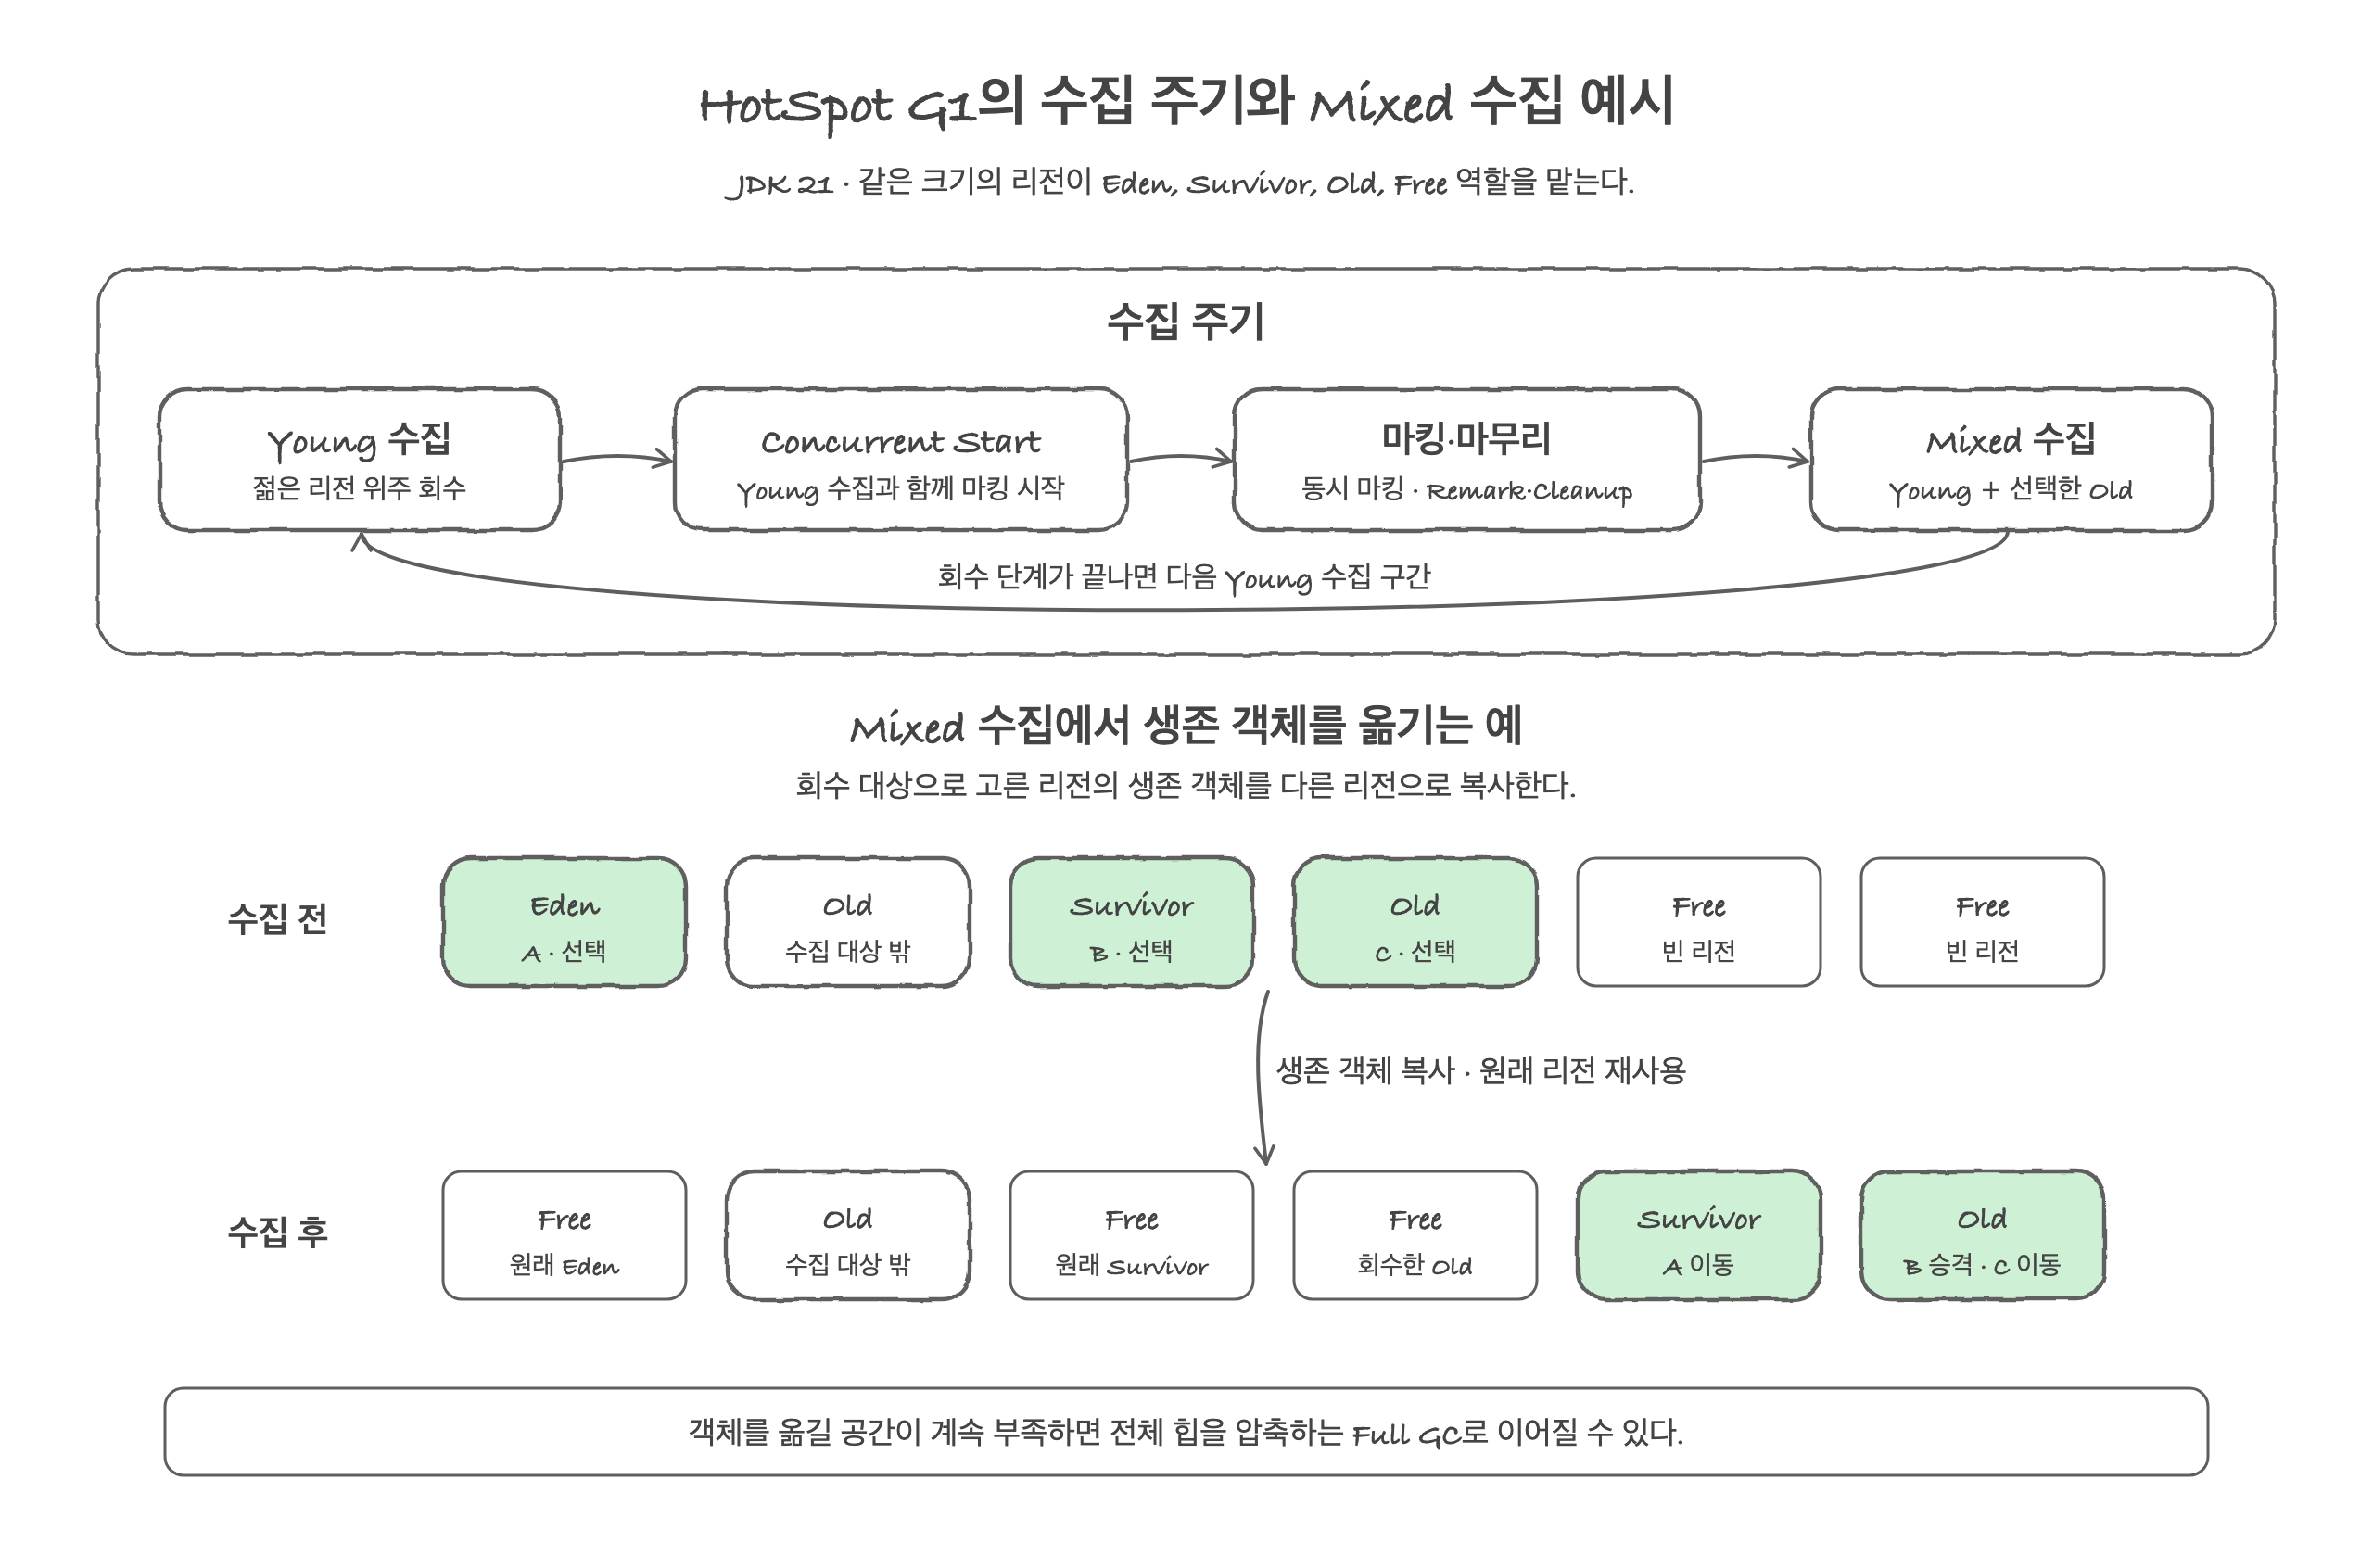 HotSpot G1의 수집 주기와 Mixed 수집 예시
JDK 21 · 같은 크기의 리전이 Eden, Survivor, Old, Free 역할을 맡는다.
수집 주기
Young 수집
젊은 리전 위주 회수
Concurrent Start
Young 수집과 함께 마킹 시작
마킹·마무리
동시 마킹 · Remark·Cleanup
Mixed 수집
Young + 선택한 Old
회수 단계가 끝나면 다음 Young 수집 구간
Mixed 수집에서 생존 객체를 옮기는 예
회수 대상으로 고른 리전의 생존 객체를 다른 리전으로 복사한다.
수집 전
Eden
A · 선택
Old
수집 대상 밖
Survivor
B · 선택
Old
C · 선택
Free
빈 리전
Free
빈 리전
생존 객체 복사 · 원래 리전 재사용
수집 후
Free
원래 Eden
Old
수집 대상 밖
Free
원래 Survivor
Free
회수한 Old
Survivor
A 이동
Old
B 승격 · C 이동
객체를 옮길 공간이 계속 부족하면 전체 힙을 압축하는 Full GC로 이어질 수 있다.